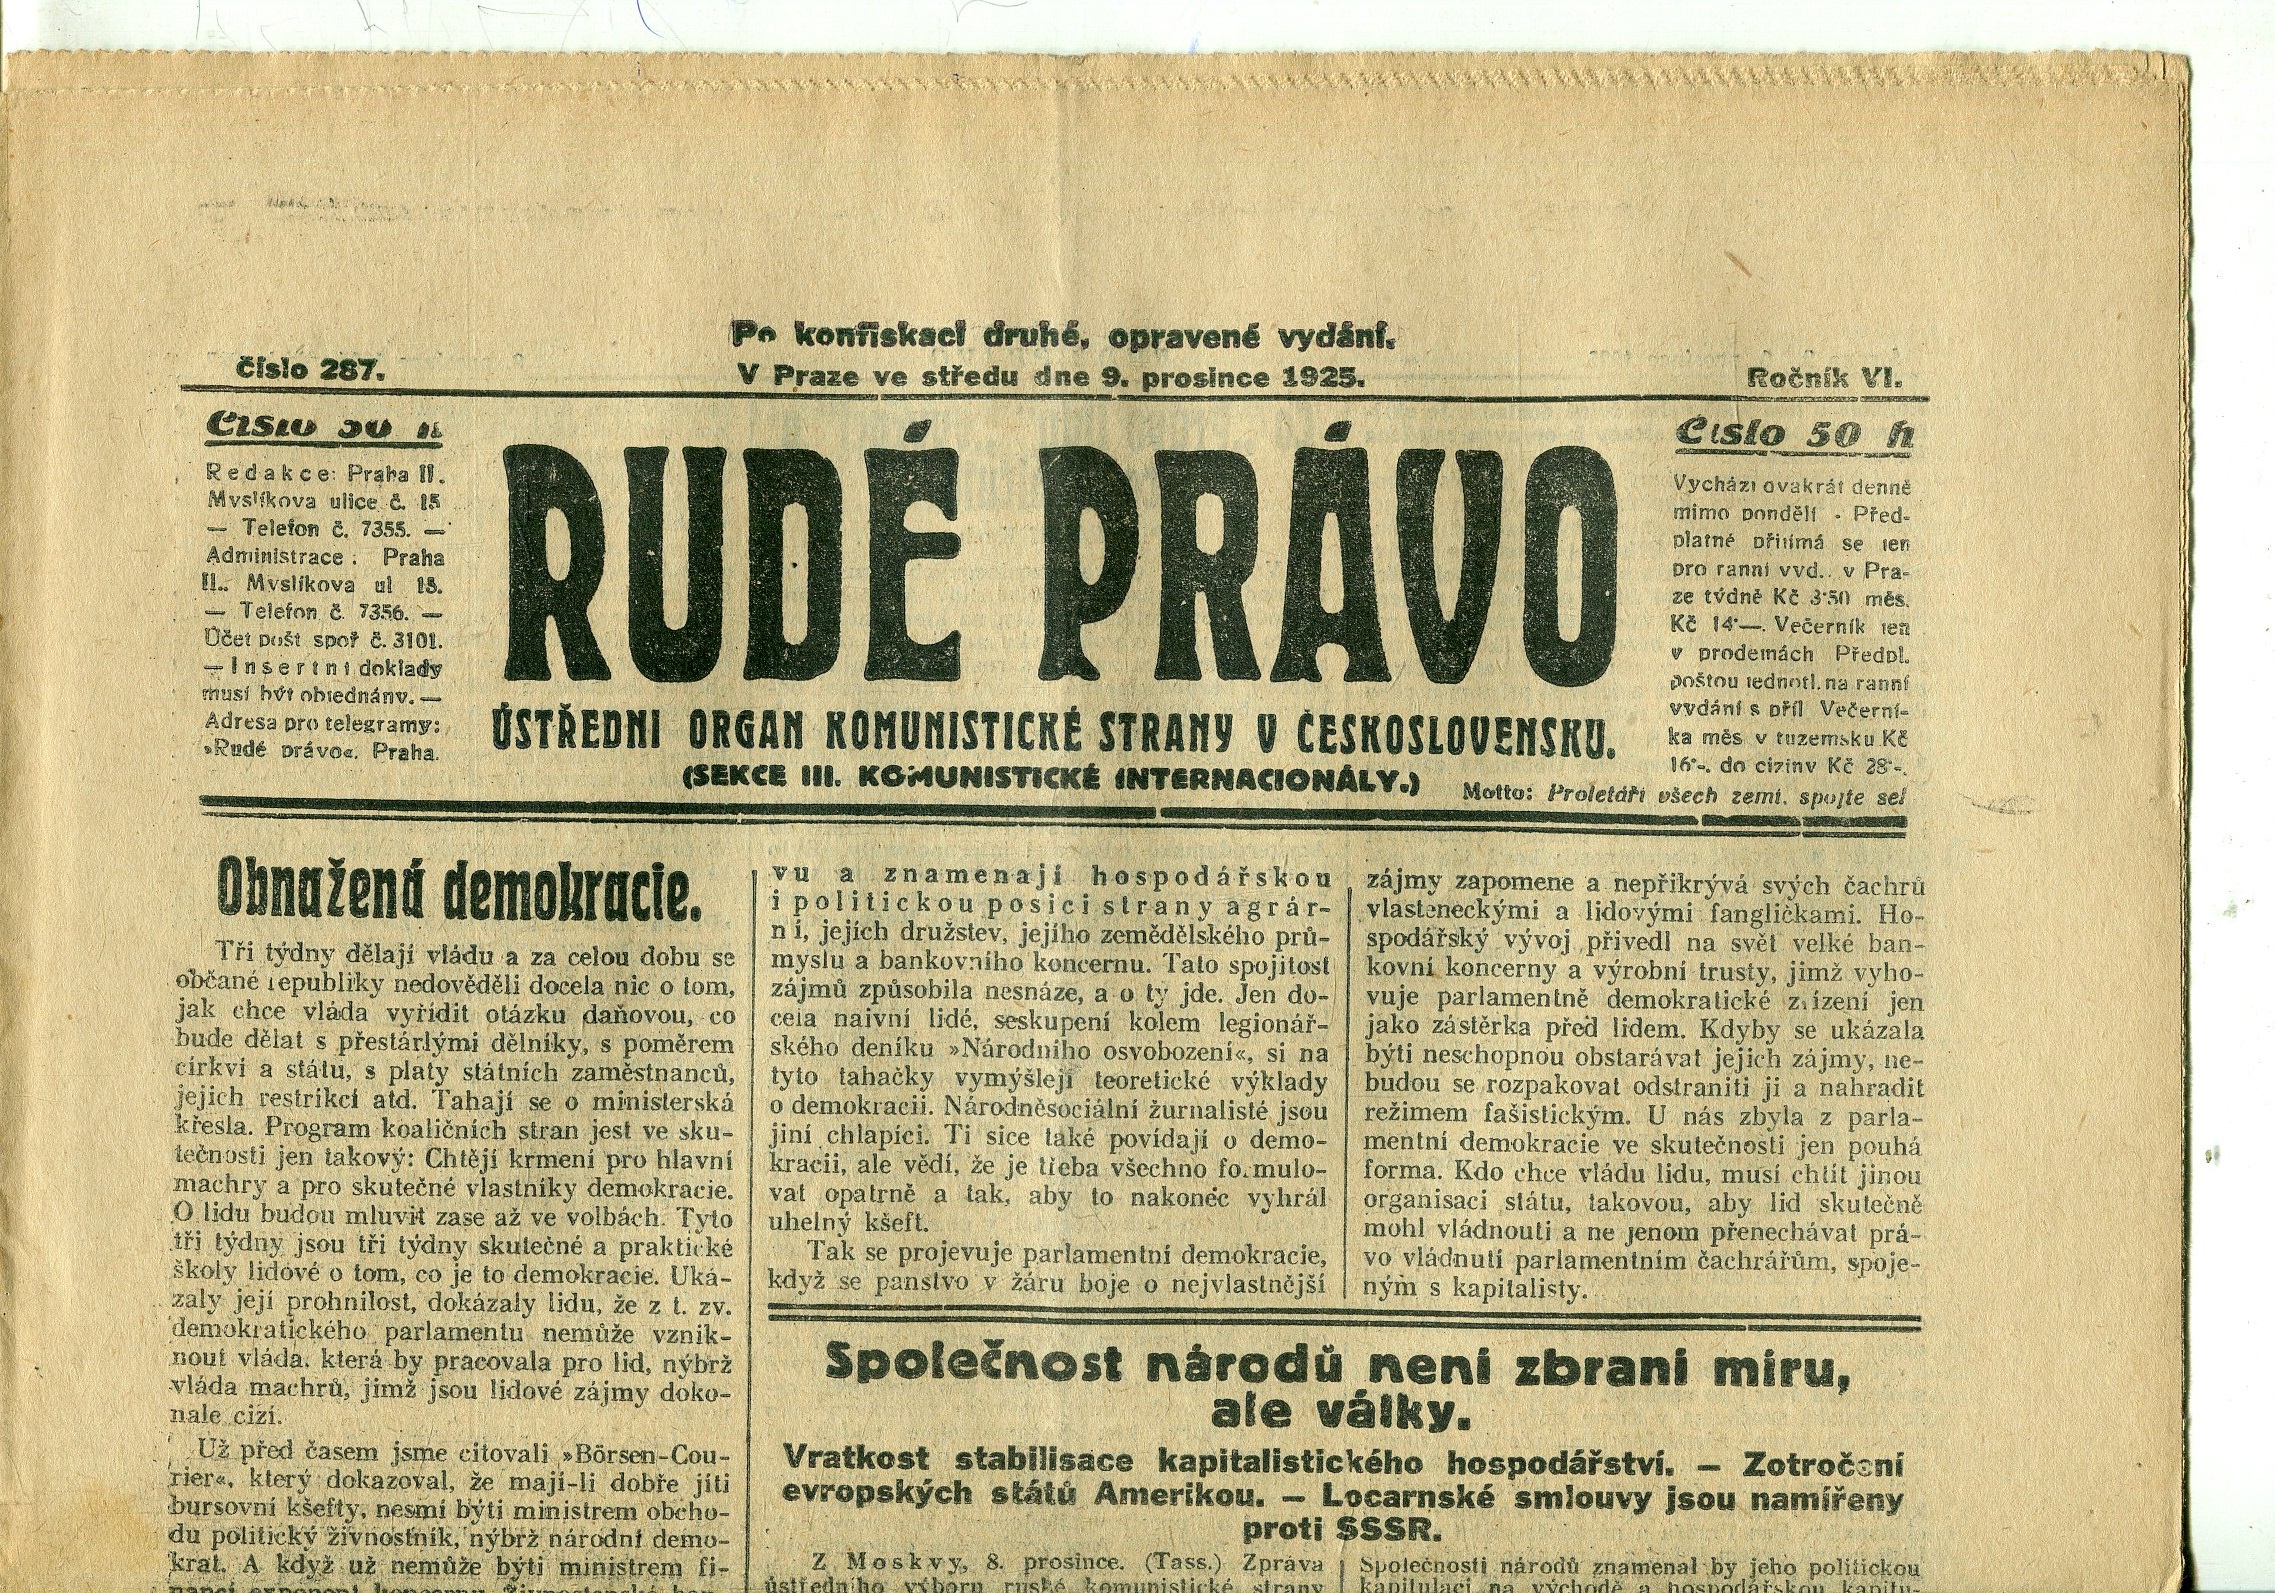 Po konfiskaci druhé, opravené vydání.
Číslo 287.
V Praze ve středu dne 9. prosince 1925.
Ročník VI.
Číslo 50 h
Redakce: Praha II.
Myslíkova ulice č. 15
— Telefon č. 7355. —
Administrace: Praha
II., Myslíkova ul 15.
— Telefon č. 7356. —
Účet pošt spoř č. 3101.
— Insertní doklady
musí být objednány. —
Adresa pro telegramy:
»Rudé právo«, Praha.
RUDÉ PRÁVO
ÚSTŘEDNI ORGAN KOMUNISTICKÉ STRANY V ČESKOSLOVENSKU.
(SEKCE III. KOMUNISTICKÉ INTERNACIONÁLY.)
Motto: Proletáři všech zemí, spojte se!
Číslo 50 h
Vychází dvakrát denně
mimo pondělí - Před-
platné přijímá se jen
pro ranní vyd., v Pra-
ze týdně Kč 3·50 měs.
Kč 14·—. Večerník jen
v prodejnách Předpl.
poštou jednotl. na ranní
vydání s příl Večerní-
ka měs v tuzemsku Kč
16·-, do ciziny Kč 28·-.
Obnažená demokracie.
Tři týdny dělají vládu a za celou dobu se
občané republiky nedověděli docela nic o tom,
jak chce vláda vyřídit otázku daňovou, co
bude dělat s přestárlými dělníky, s poměrem
církví a státu, s platy státních zaměstnanců,
jejich restrikcí atd. Tahají se o ministerská
křesla. Program koaličních stran jest ve sku-
tečnosti jen takový: Chtějí krmení pro hlavní
machry a pro skutečné vlastníky demokracie.
O lidu budou mluvit zase až ve volbách. Tyto
tři týdny jsou tři týdny skutečné a praktické
školy lidové o tom, co je to demokracie. Uká-
zaly její prohnilost, dokázaly lidu, že z t. zv.
demokratického parlamentu nemůže vznik-
nout vláda, která by pracovala pro lid, nýbrž
vláda machrů, jimž jsou lidové zájmy doko-
nale cizí.
Už před časem jsme citovali »Börsen-Cou-
rier«, který dokazoval, že mají-li dobře jíti
bursovní kšefty, nesmí býti ministrem obcho-
du politický živnostník, nýbrž národní demo-
krat. A když už nemůže býti ministrem fi-
vu a znamenají hospodářskou
i politickou posici strany agrár-
ní, jejích družstev, jejího zemědělského prů-
myslu a bankovního koncernu. Tato spojitost
zájmů způsobila nesnáze, a o ty jde. Jen do-
cela naivní lidé, seskupení kolem legionář-
ského deníku »Národního osvobození«, si na
tyto tahačky vymýšlejí teoretické výklady
o demokracii. Národněsociální žurnalisté jsou
jiní chlapíci. Ti sice také povídají o demo-
kracii, ale vědí, že je třeba všechno formulo-
vat opatrně a tak, aby to nakonec vyhrál
uhelný kšeft.
Tak se projevuje parlamentní demokracie,
když se panstvo v žáru boje o nejvlastnější
zájmy zapomene a nepřikrývá svých čachrů
vlasteneckými a lidovými fangličkami. Ho-
spodářský vývoj přivedl na svět velké ban-
kovní koncerny a výrobní trusty, jimž vyho-
vuje parlamentně demokratické zřízení jen
jako zástěrka před lidem. Kdyby se ukázala
býti neschopnou obstarávat jejich zájmy, ne-
budou se rozpakovat odstraniti ji a nahradit
režimem fašistickým. U nás zbyla z parla-
mentní demokracie ve skutečnosti jen pouhá
forma. Kdo chce vládu lidu, musí chtít jinou
organisaci státu, takovou, aby lid skutečně
mohl vládnouti a ne jenom přenechávat prá-
vo vládnutí parlamentním čachrářům, spoje-
ným s kapitalisty.
Společnost národů není zbraní míru,
ale války.
Vratkost stabilisace kapitalistického hospodářství. — Zotročení
evropských států Amerikou. — Locarnské smlouvy jsou namířeny
proti SSSR.
Z Moskvy, 8. prosince. (Tass.) Zpráva
ústředního výboru ruské komunistické strany
Společnosti národů znamenal by jeho politickou
kapitulaci na východě a hospodářskou kapitu-